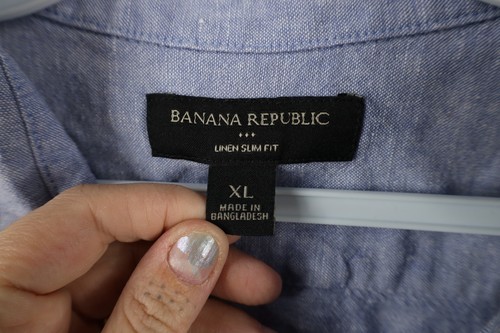 BANANA REPUBLIC
LINEN SLIM FIT
XL
MADE IN
BANGLADESH